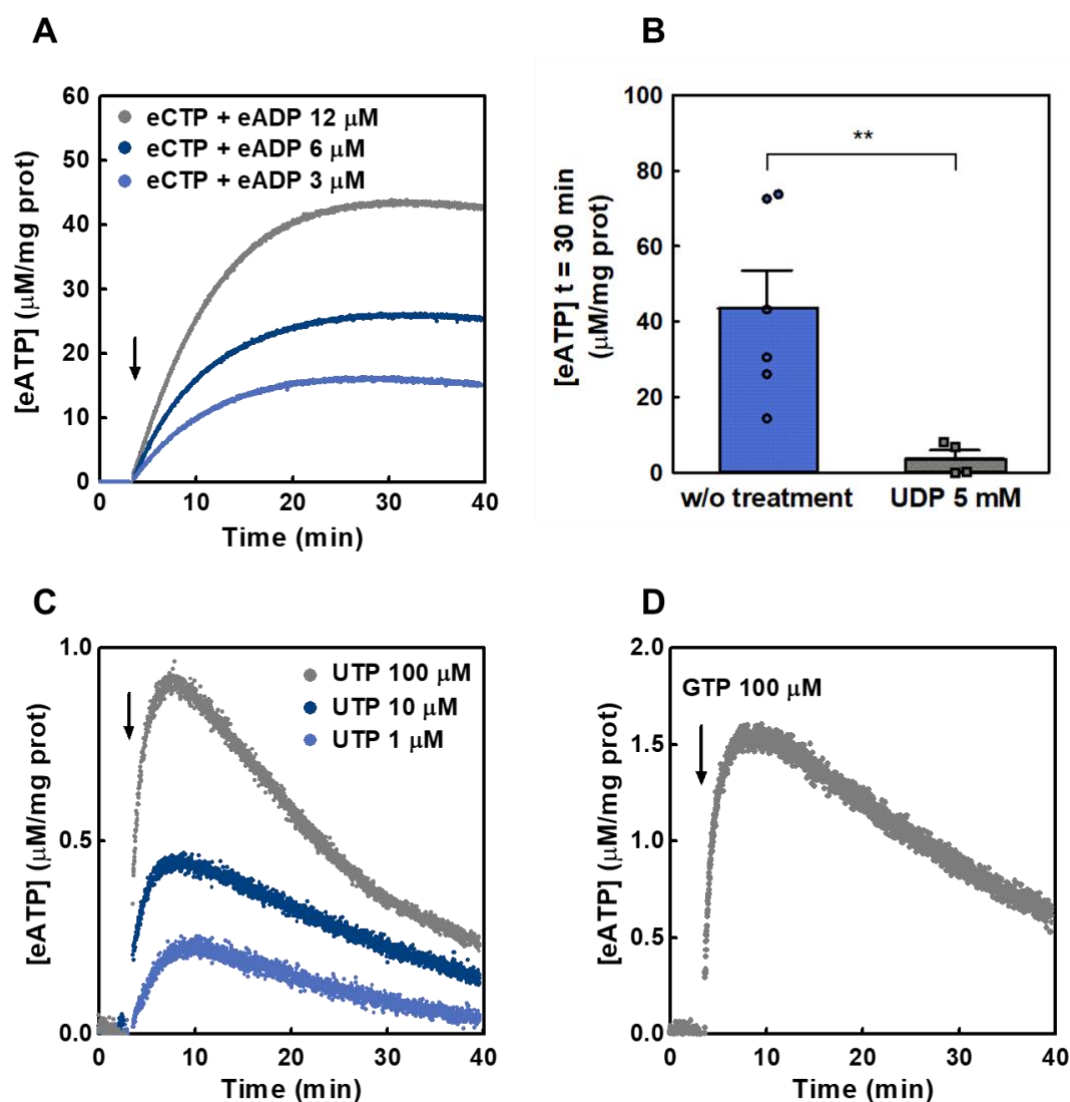 A
[eATP] (μM/mg prot)
60
50
40
30
20
10
0
eCTP + eADP 12 μM
eCTP + eADP 6 μM
eCTP + eADP 3 μM
0 10 20 30 40
Time (min)
B
[eATP] t = 30 min
(μM/mg prot)
100
80
60
40
20
0
**
w/o treatment UDP 5 mM
C
[eATP] (μM/mg prot)
1.0
0.5
0.0
UTP 100 μM
UTP 10 μM
UTP 1 μM
0 10 20 30 40
Time (min)
D
[eATP] (μM/mg prot)
2.0
1.5
1.0
0.5
0.0
GTP 100 μM
0 10 20 30 40
Time (min)